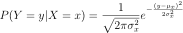 P(Y = y|X = x) = \frac{1}{\sqrt{2\pi\sigma_x^2}} e^{-\frac{(y-\mu_x)^2}{2\sigma_x^2}}